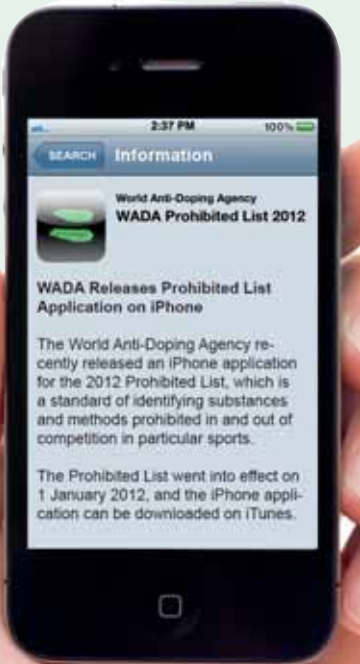 2:37 PM
100%
SEARCH
Information
World Anti-Doping Agency
WADA Prohibited List 2012
WADA Releases Prohibited List
Application on iPhone
The World Anti-Doping Agency re-
cently released an iPhone application
for the 2012 Prohibited List, which is
a standard of identifying substances
and methods prohibited in and out of
competition in particular sports.
The Prohibited List went into effect on
1 January 2012, and the iPhone appli-
cation can be downloaded on iTunes.